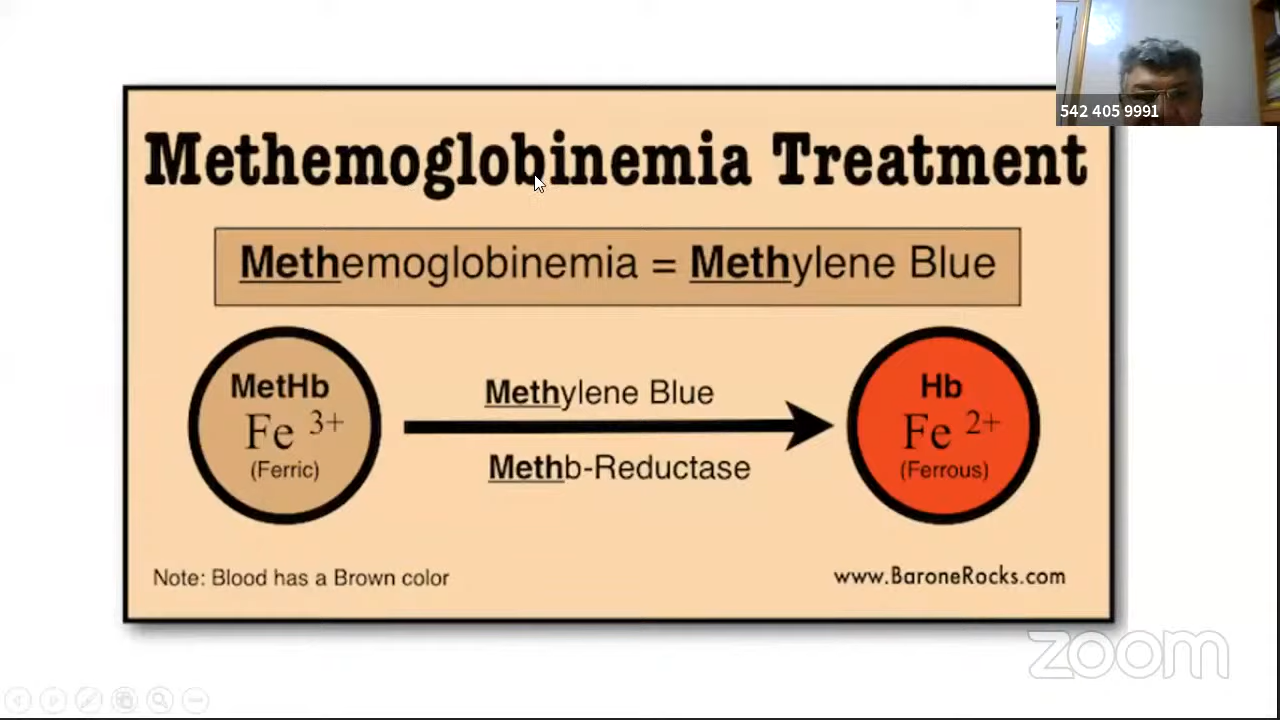 542 405 9991
Methemoglobinemia Treatment
Methemoglobinemia = Methylene Blue
MetHb
Fe 3+
(Ferric)
Methylene Blue
Methb-Reductase
Hb
Fe 2+
(Ferrous)
Note: Blood has a Brown color
www.BaroneRocks.com
zoom